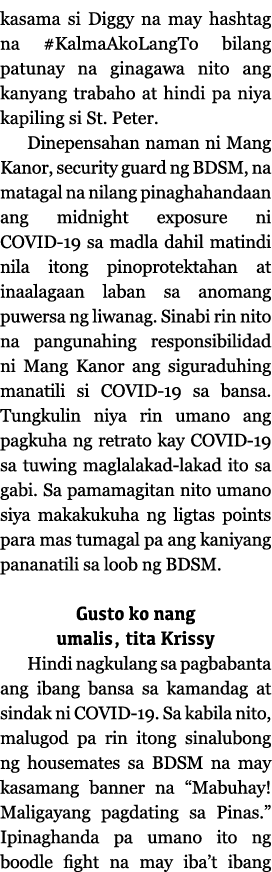 kasama si Diggy na may hashtag
na #KalmaAkoLangTo bilang
patunay na ginagawa nito ang
kanyang trabaho at hindi pa niya
kapiling si St. Peter.
Dinepensahan naman ni Mang
Kanor, security guard ng BDSM, na
matagal na nilang pinaghahandaan
ang midnight exposure ni
COVID-19 sa madla dahil matindi
nila itong pinoprotektahan at
inaalagaan laban sa anomang
puwersa ng liwanag. Sinabi rin nito
na pangunahing responsibilidad
ni Mang Kanor ang siguraduhing
manatili si COVID-19 sa bansa.
Tungkulin niya rin umano ang
pagkuha ng retrato kay COVID-19
sa tuwing maglalakad-lakad ito sa
gabi. Sa pamamagitan nito umano
siya makakukuha ng ligtas points
para mas tumagal pa ang kaniyang
pananatili sa loob ng BDSM.
Gusto ko nang
umalis, tita Krissy
Hindi nagkulang sa pagbabanta
ang ibang bansa sa kamandag at
sindak ni COVID-19. Sa kabila nito,
malugod pa rin itong sinalubong
ng housemates sa BDSM na may
kasamang banner na “Mabuhay!
Maligayang pagdating sa Pinas.”
Ipinaghanda pa umano ito ng
boodle fight na may iba’t ibang